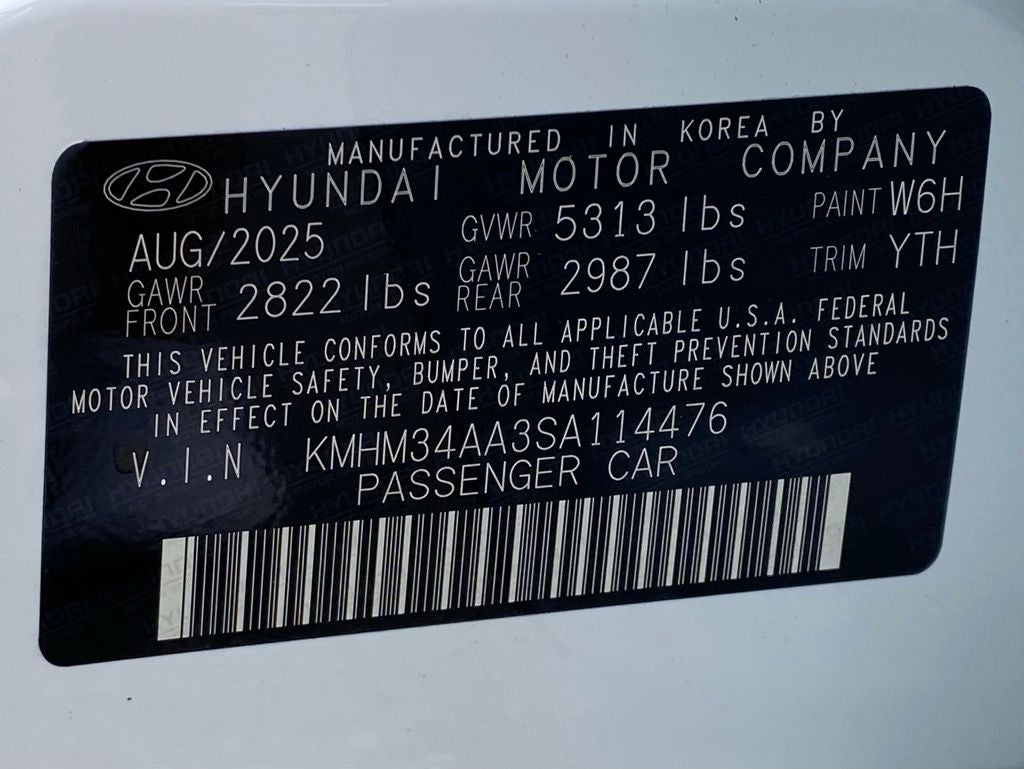 MANUFACTURED IN KOREA BY
HYUNDAI MOTOR COMPANY
AUG/2025 GVWR 5313 lbs PAINT W6H
GAWR FRONT 2822 lbs GAWR REAR 2987 lbs TRIM YTH
THIS VEHICLE CONFORMS TO ALL APPLICABLE U.S.A. FEDERAL
MOTOR VEHICLE SAFETY, BUMPER, AND THEFT PREVENTION STANDARDS
IN EFFECT ON THE DATE OF MANUFACTURE SHOWN ABOVE
V.I.N KMHM34AA3SA114476
PASSENGER CAR